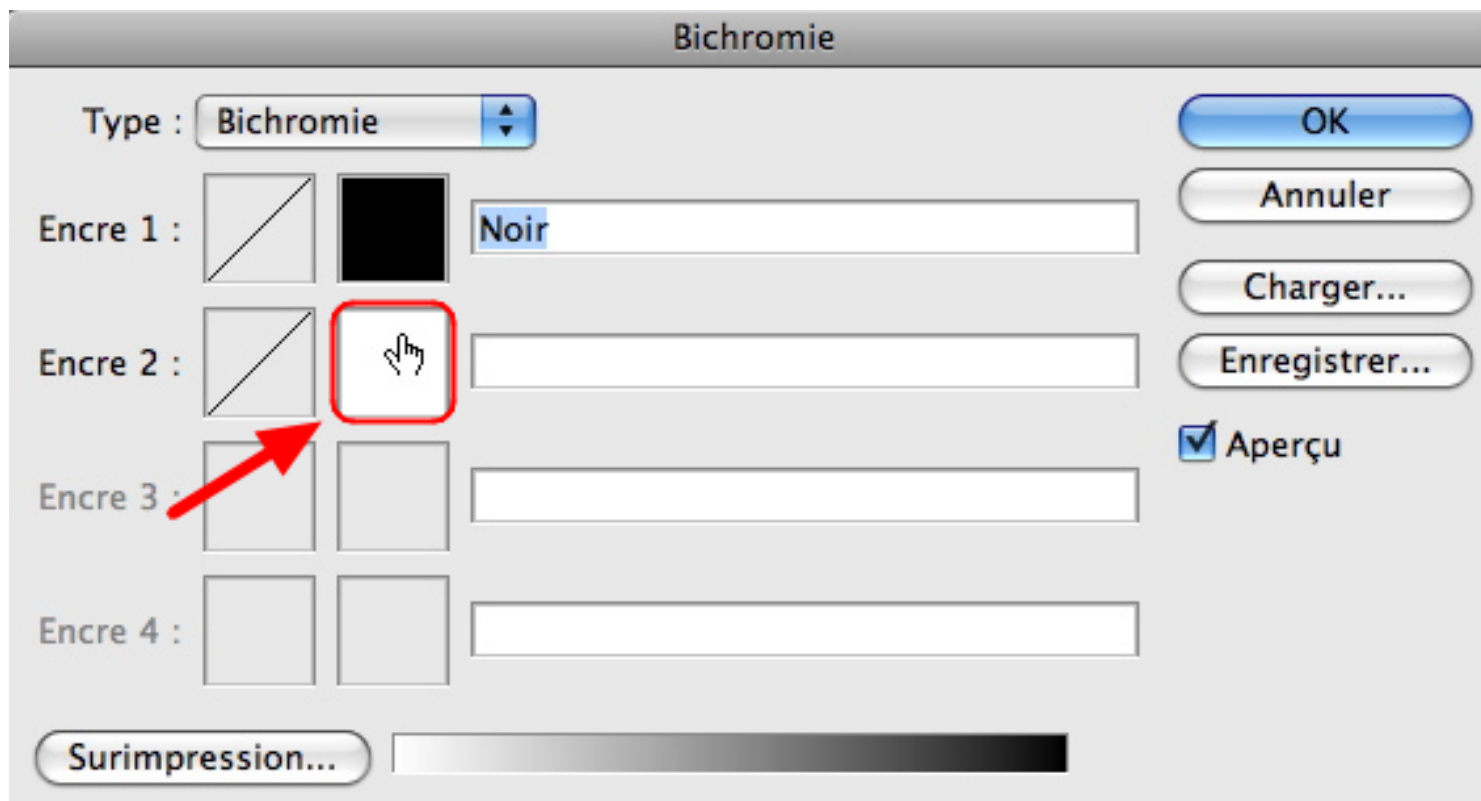 Bichromie
Type : Bichromie
OK
Annuler
Encre 1 : Noir
Charger...
Encre 2 :
Enregistrer...
Aperçu
Encre 3 :
Encre 4 :
Surimpression...